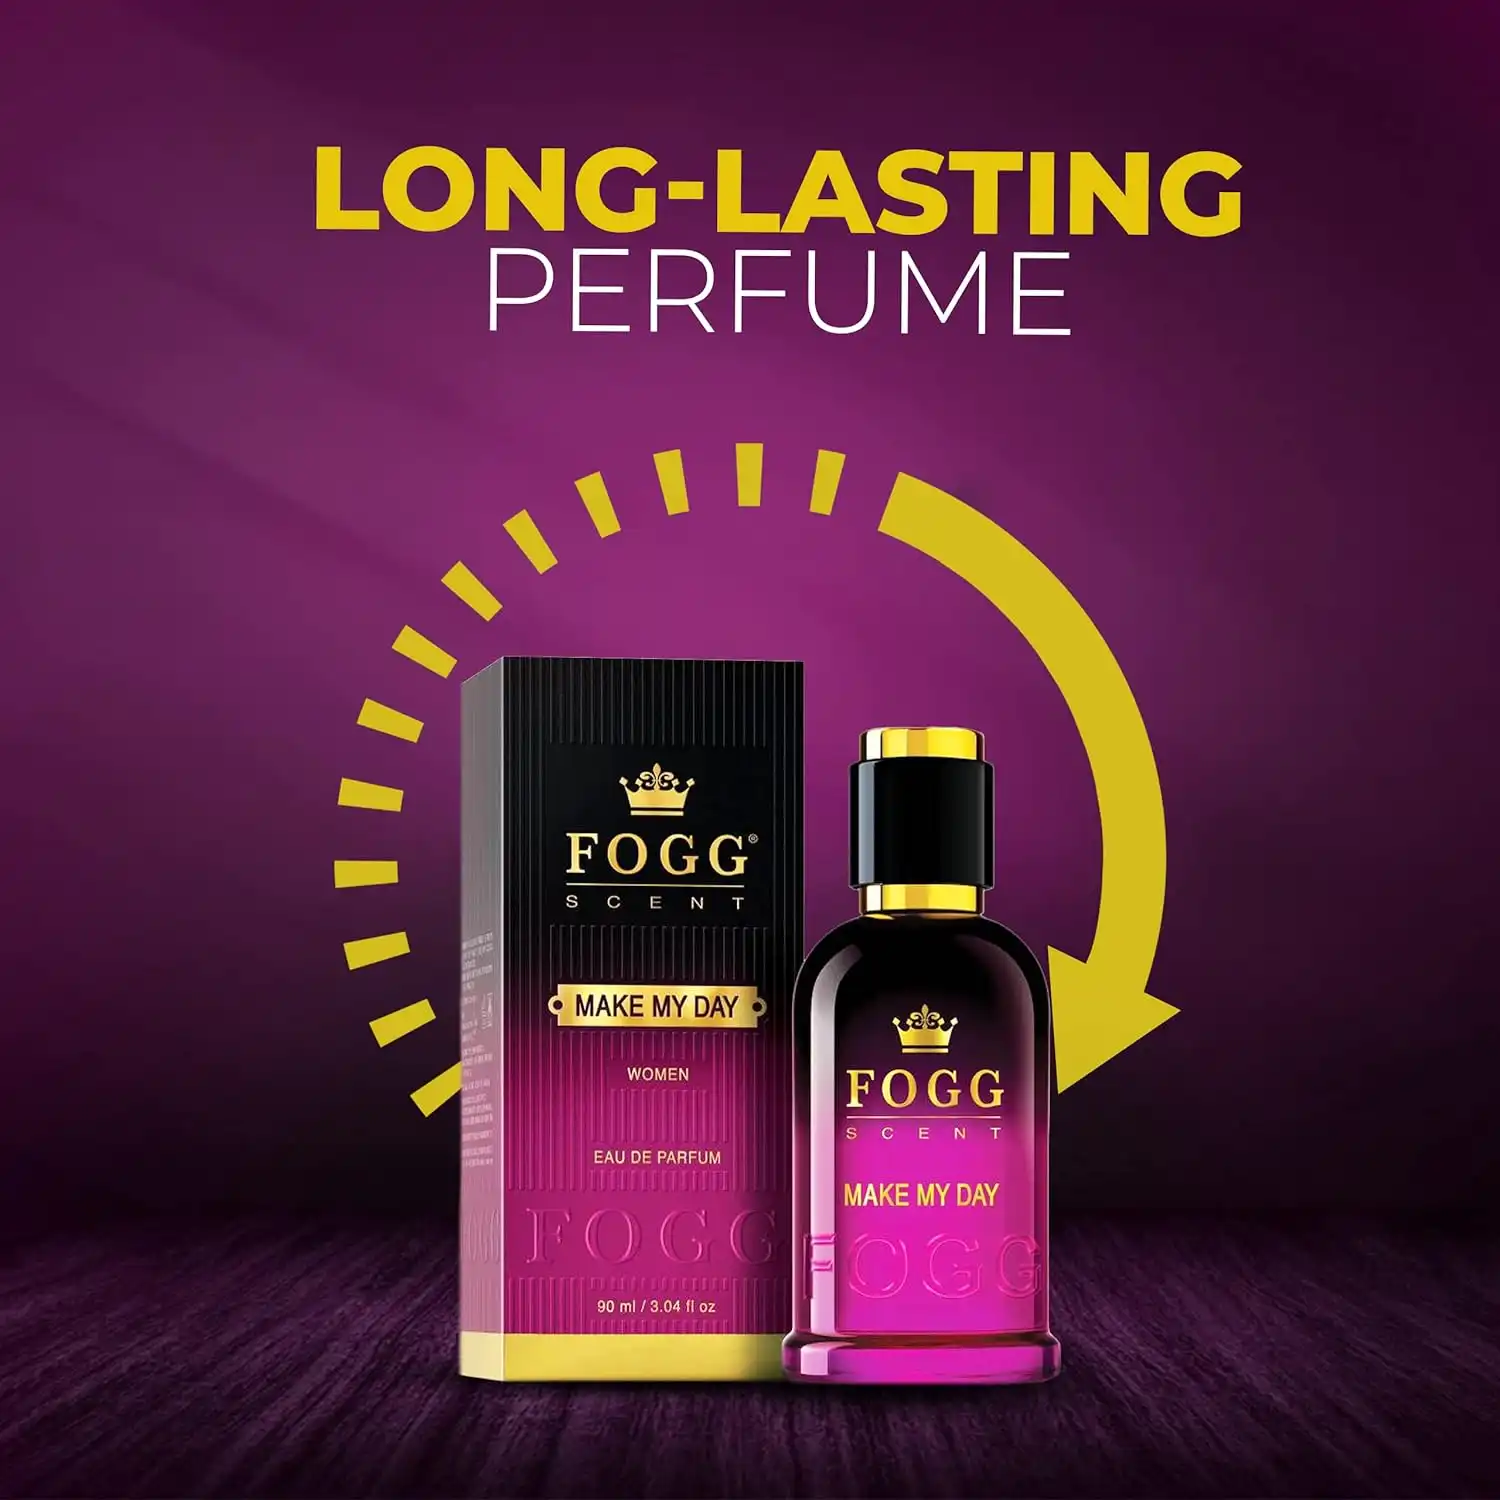 LONG-LASTING
PERFUME
FOGG®
SCENT
MAKE MY DAY
WOMEN
EAU DE PARFUM
FOGG
90 ml / 3.04 fl oz
FOGG
SCENT
MAKE MY DAY
FOGG